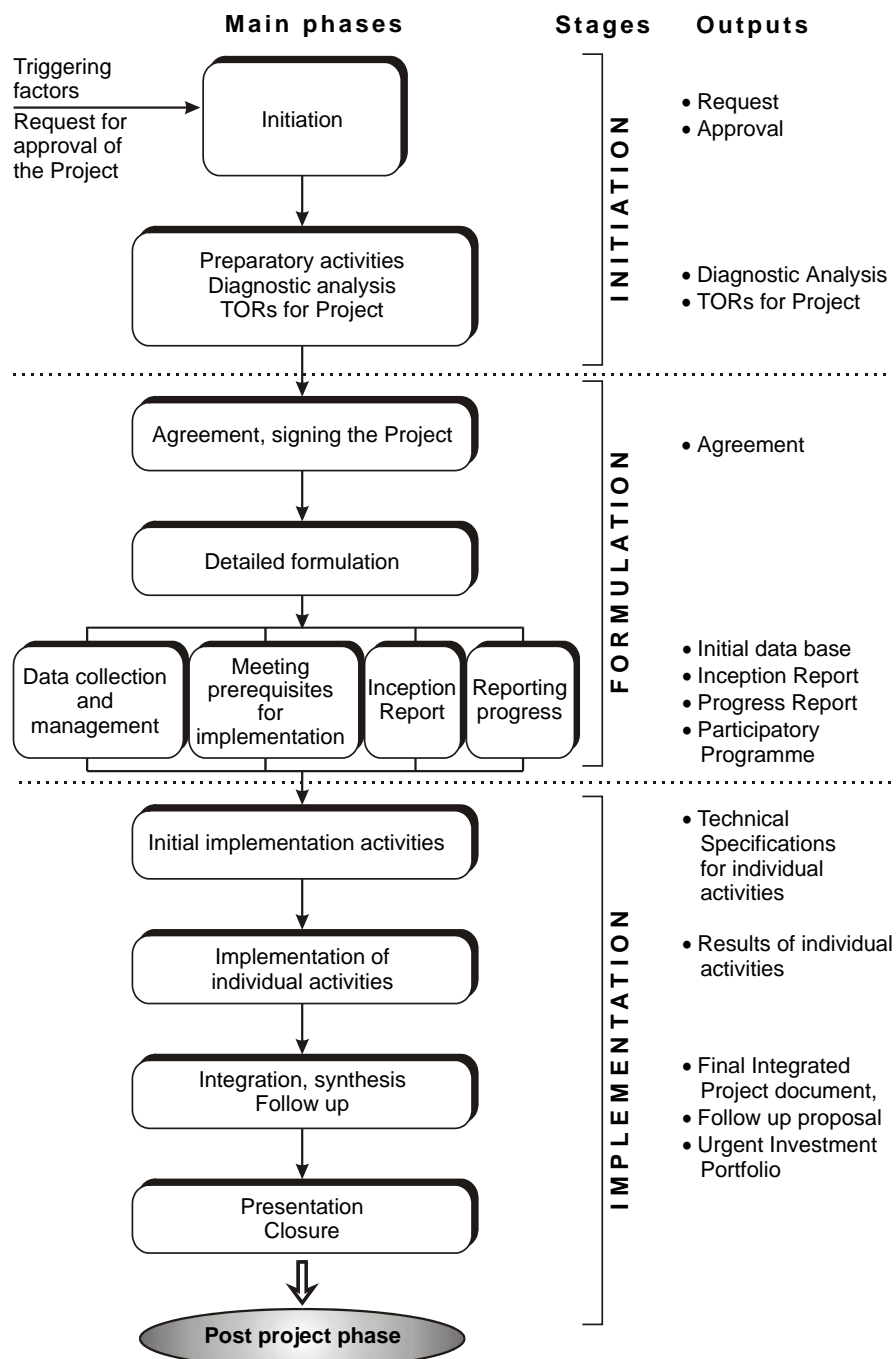 Main phases
Stages
Outputs
Triggering
factors
Request for
approval of
the Project
Initiation
• Request
• Approval
INITIATION
Preparatory activities
Diagnostic analysis
TORs for Project
• Diagnostic Analysis
• TORs for Project
Agreement, signing the Project
• Agreement
FORMULATION
Detailed formulation
Data collection
and
management
Meeting
prerequisites
for
implementation
Inception
Report
Reporting
progress
• Initial data base
• Inception Report
• Progress Report
• Participatory
Programme
Initial implementation activities
• Technical
Specifications
for individual
activities
IMPLEMENTATION
Implementation of
individual activities
• Results of individual
activities
Integration, synthesis
Follow up
• Final Integrated
Project document,
• Follow up proposal
• Urgent Investment
Portfolio
Presentation
Closure
Post project phase